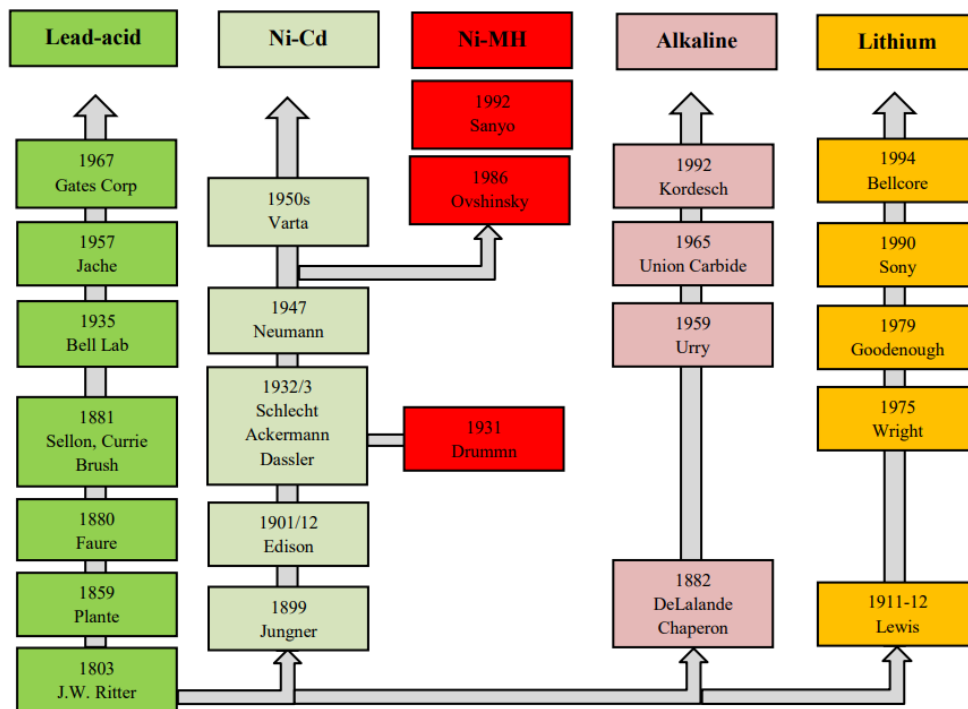 Lead-acid
Ni-Cd
Ni-MH
Alkaline
Lithium
1967
Gates Corp
1957
Jache
1935
Bell Lab
1881
Sellon, Currie
Brush
1880
Faure
1859
Plante
1803
J.W. Ritter
1950s
Varta
1947
Neumann
1932/3
Schlecht
Ackermann
Dassler
1901/12
Edison
1899
Jungner
1992
Sanyo
1986
Ovshinsky
1931
Drummn
1992
Kordesch
1965
Union Carbide
1959
Urry
1882
DeLalande
Chaperon
1994
Bellcore
1990
Sony
1979
Goodenough
1975
Wright
1911-12
Lewis